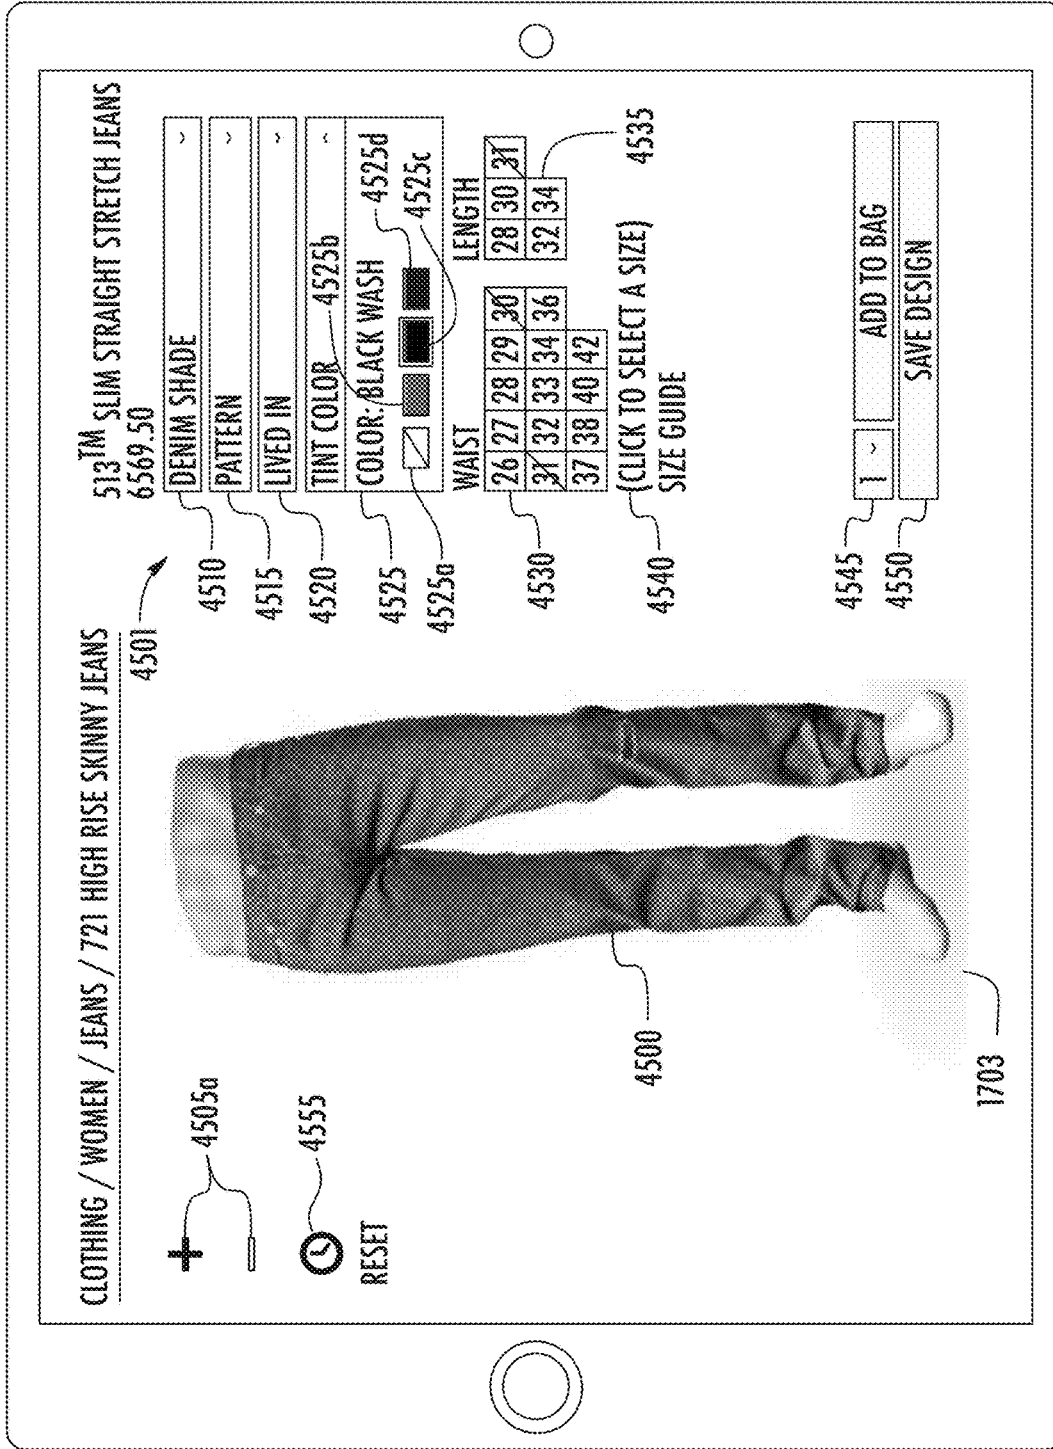 CLOTHING / WOMEN / JEANS / 721 HIGH RISE SKINNY JEANS
4505a
4555
RESET
4500
1703
4501
513™ SLIM STRAIGHT STRETCH JEANS
6569.50
DENIM SHADE
4510
PATTERN
4515
LIVED IN
4520
TINT COLOR
4525b
COLOR: BLACK WASH
4525
4525d
4525c
4525a
WAIST
26 27 28 29 30
31 32 33 34 36
37 38 40 42
4530
LENGTH
28 30 31
32 34
4535
(CLICK TO SELECT A SIZE)
4540
SIZE GUIDE
1 ADD TO BAG
4545
SAVE DESIGN
4550